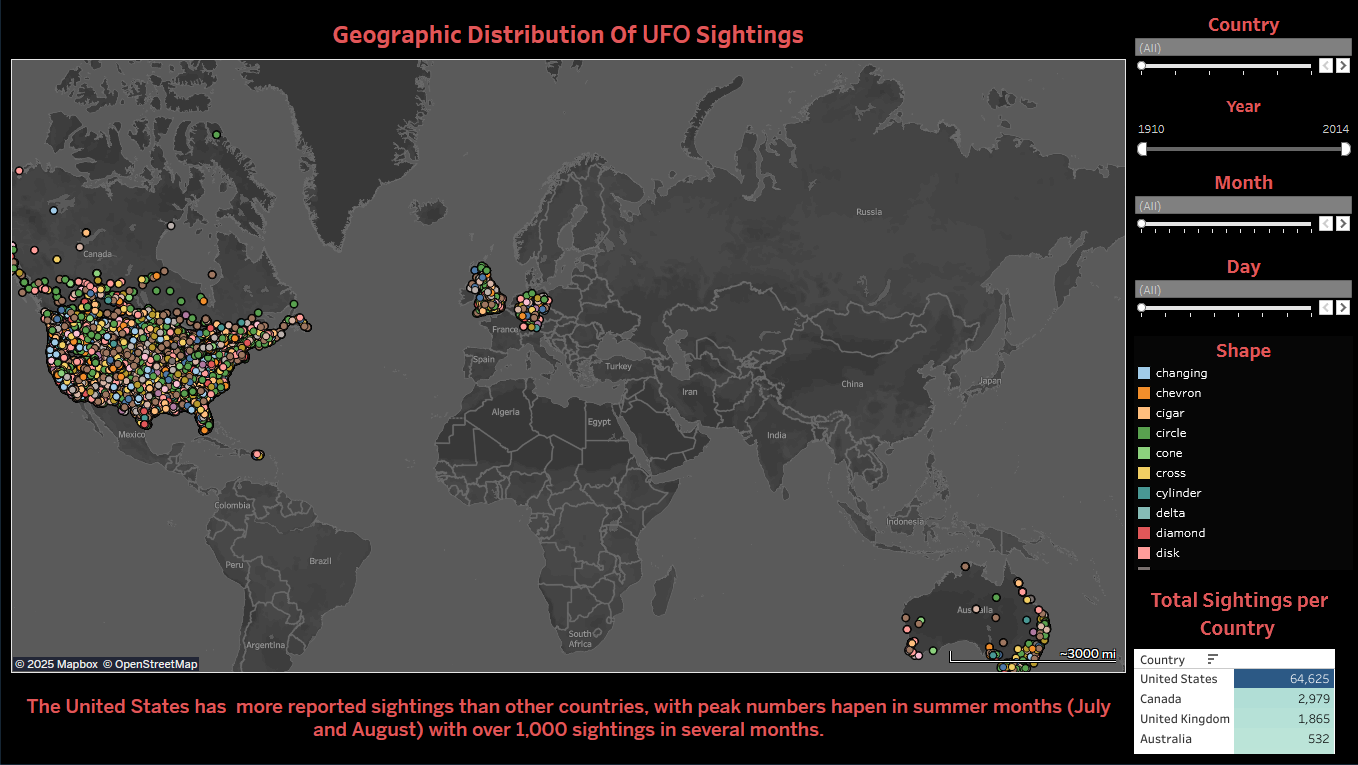 Geographic Distribution Of UFO Sightings
Country
(All)
Year
1910 2014
Month
(All)
Day
(All)
Shape
changing
chevron
cigar
circle
cone
cross
cylinder
delta
diamond
disk
Russia
Canada
France
Spain
Turkey
Iran
China
Japan
Algeria
Egypt
India
Mexico
Colombia
Indonesia
Peru
Brazil
South
Africa
Argentina
~3000 mi
© 2025 Mapbox © OpenStreetMap
Total Sightings per
Country
Country
United States 64,625
Canada 2,979
United Kingdom 1,865
Australia 532
The United States has  more reported sightings than other countries, with peak numbers hapen in summer months (July
and August) with over 1,000 sightings in several months.